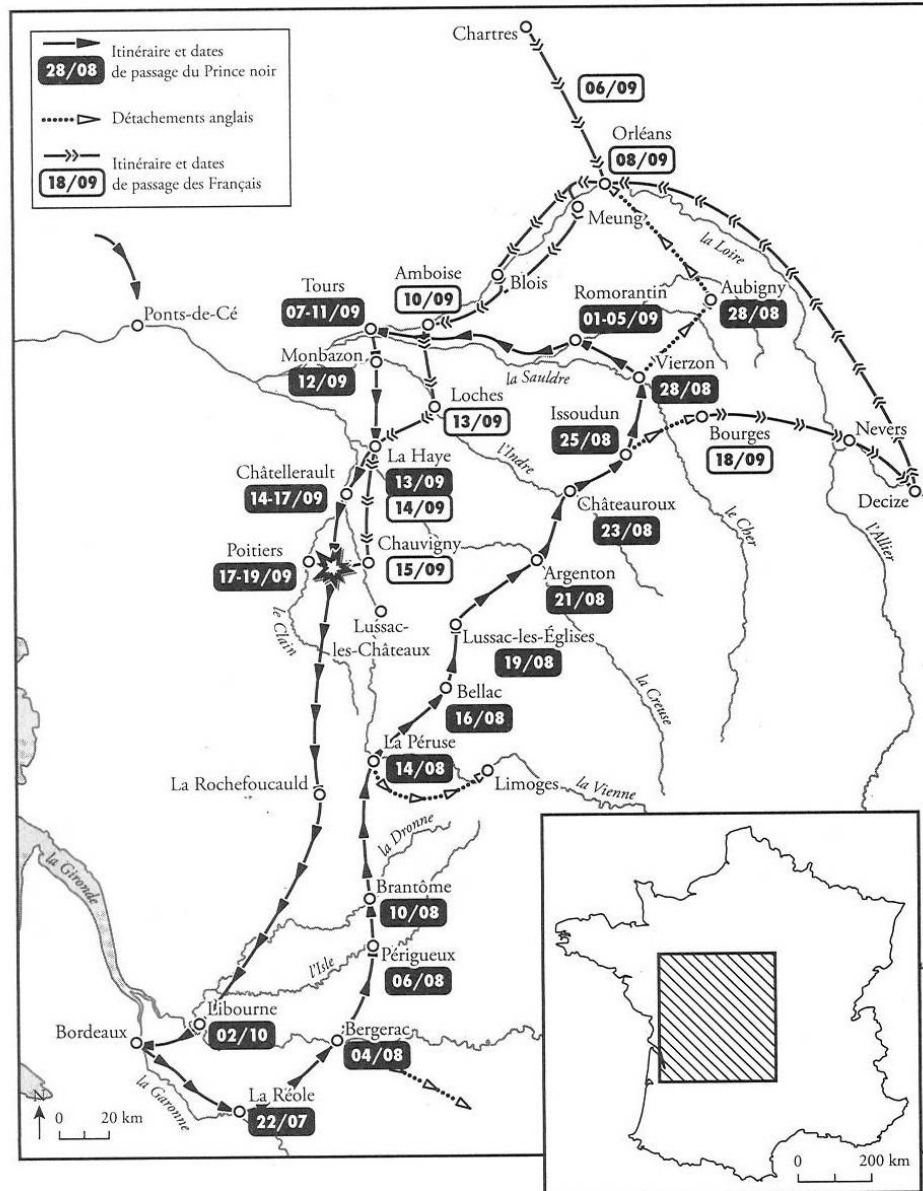 Itinéraire et dates
de passage du Prince noir
28/08
Détachements anglais
Itinéraire et dates
de passage des Français
18/09
Chartres
06/09
Orléans
08/09
Meung
la Loire
Blois
Amboise
10/09
Tours
07-11/09
Ponts-de-Cé
Romorantin
01-05/09
Aubigny
28/08
Monbazon
12/09
la Sauldre
Vierzon
28/08
Loches
13/09
Issoudun
25/08
Bourges
18/09
Nevers
Decize
La Haye
13/09
14/09
l'Indre
Châtellerault
14-17/09
Châteauroux
23/08
le Cher
l'Allier
Poitiers
17-19/09
Chauvigny
15/09
Argenton
21/08
le Clain
Lussac-
les-Châteaux
Lussac-les-Églises
19/08
Bellac
16/08
la Creuse
La Péruse
14/08
La Rochefoucauld
Limoges
la Vienne
la Dronne
la Gironde
Brantôme
10/08
l'Isle
Périgueux
06/08
Libourne
02/10
Bordeaux
Bergerac
04/08
la Garonne
La Réole
22/07
N
0 20 km
0 200 km